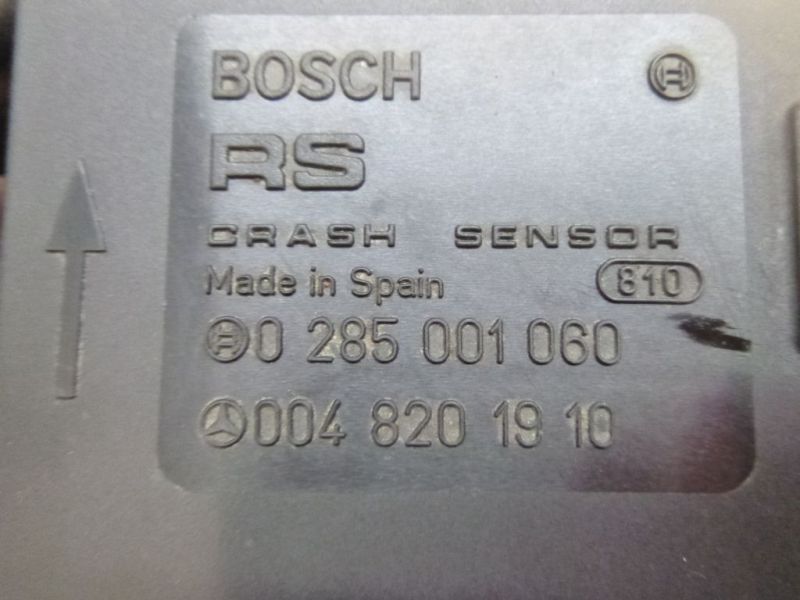 BOSCH
RS
CRASH SENSOR
Made in Spain 810
0 285 001 060
004 820 19 10